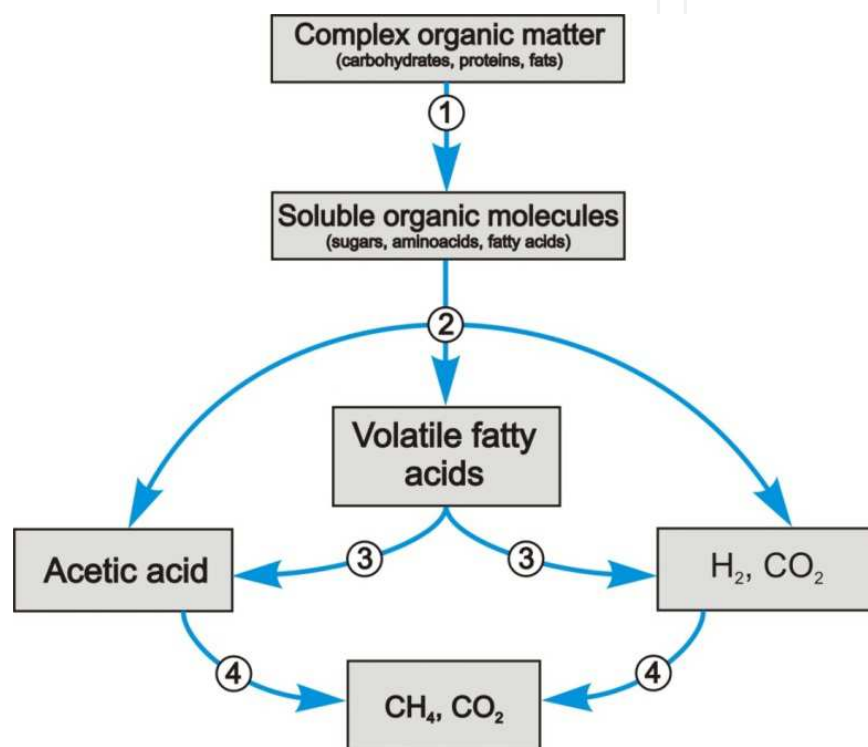 Complex organic matter
(carbohydrates, proteins, fats)
1
Soluble organic molecules
(sugars, aminoacids, fatty acids)
2
Volatile fatty
acids
3
3
Acetic acid
H₂, CO₂
4
4
CH₄, CO₂